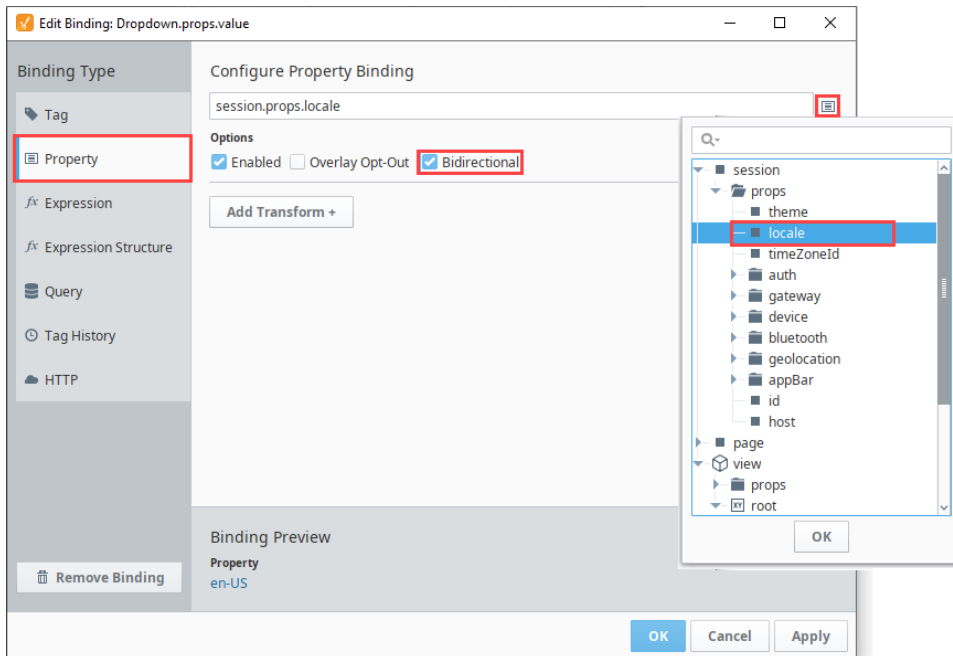 Edit Binding: Dropdown.props.value
Binding Type
Tag
Property
fx Expression
fx Expression Structure
Query
Tag History
HTTP
Remove Binding
Configure Property Binding
session.props.locale
Options
Enabled Overlay Opt-Out Bidirectional
Add Transform +
Binding Preview
Property
en-US
OK Cancel Apply
session
props
theme
locale
timeZoneId
auth
gateway
device
bluetooth
geolocation
appBar
id
host
page
view
props
XY root
OK